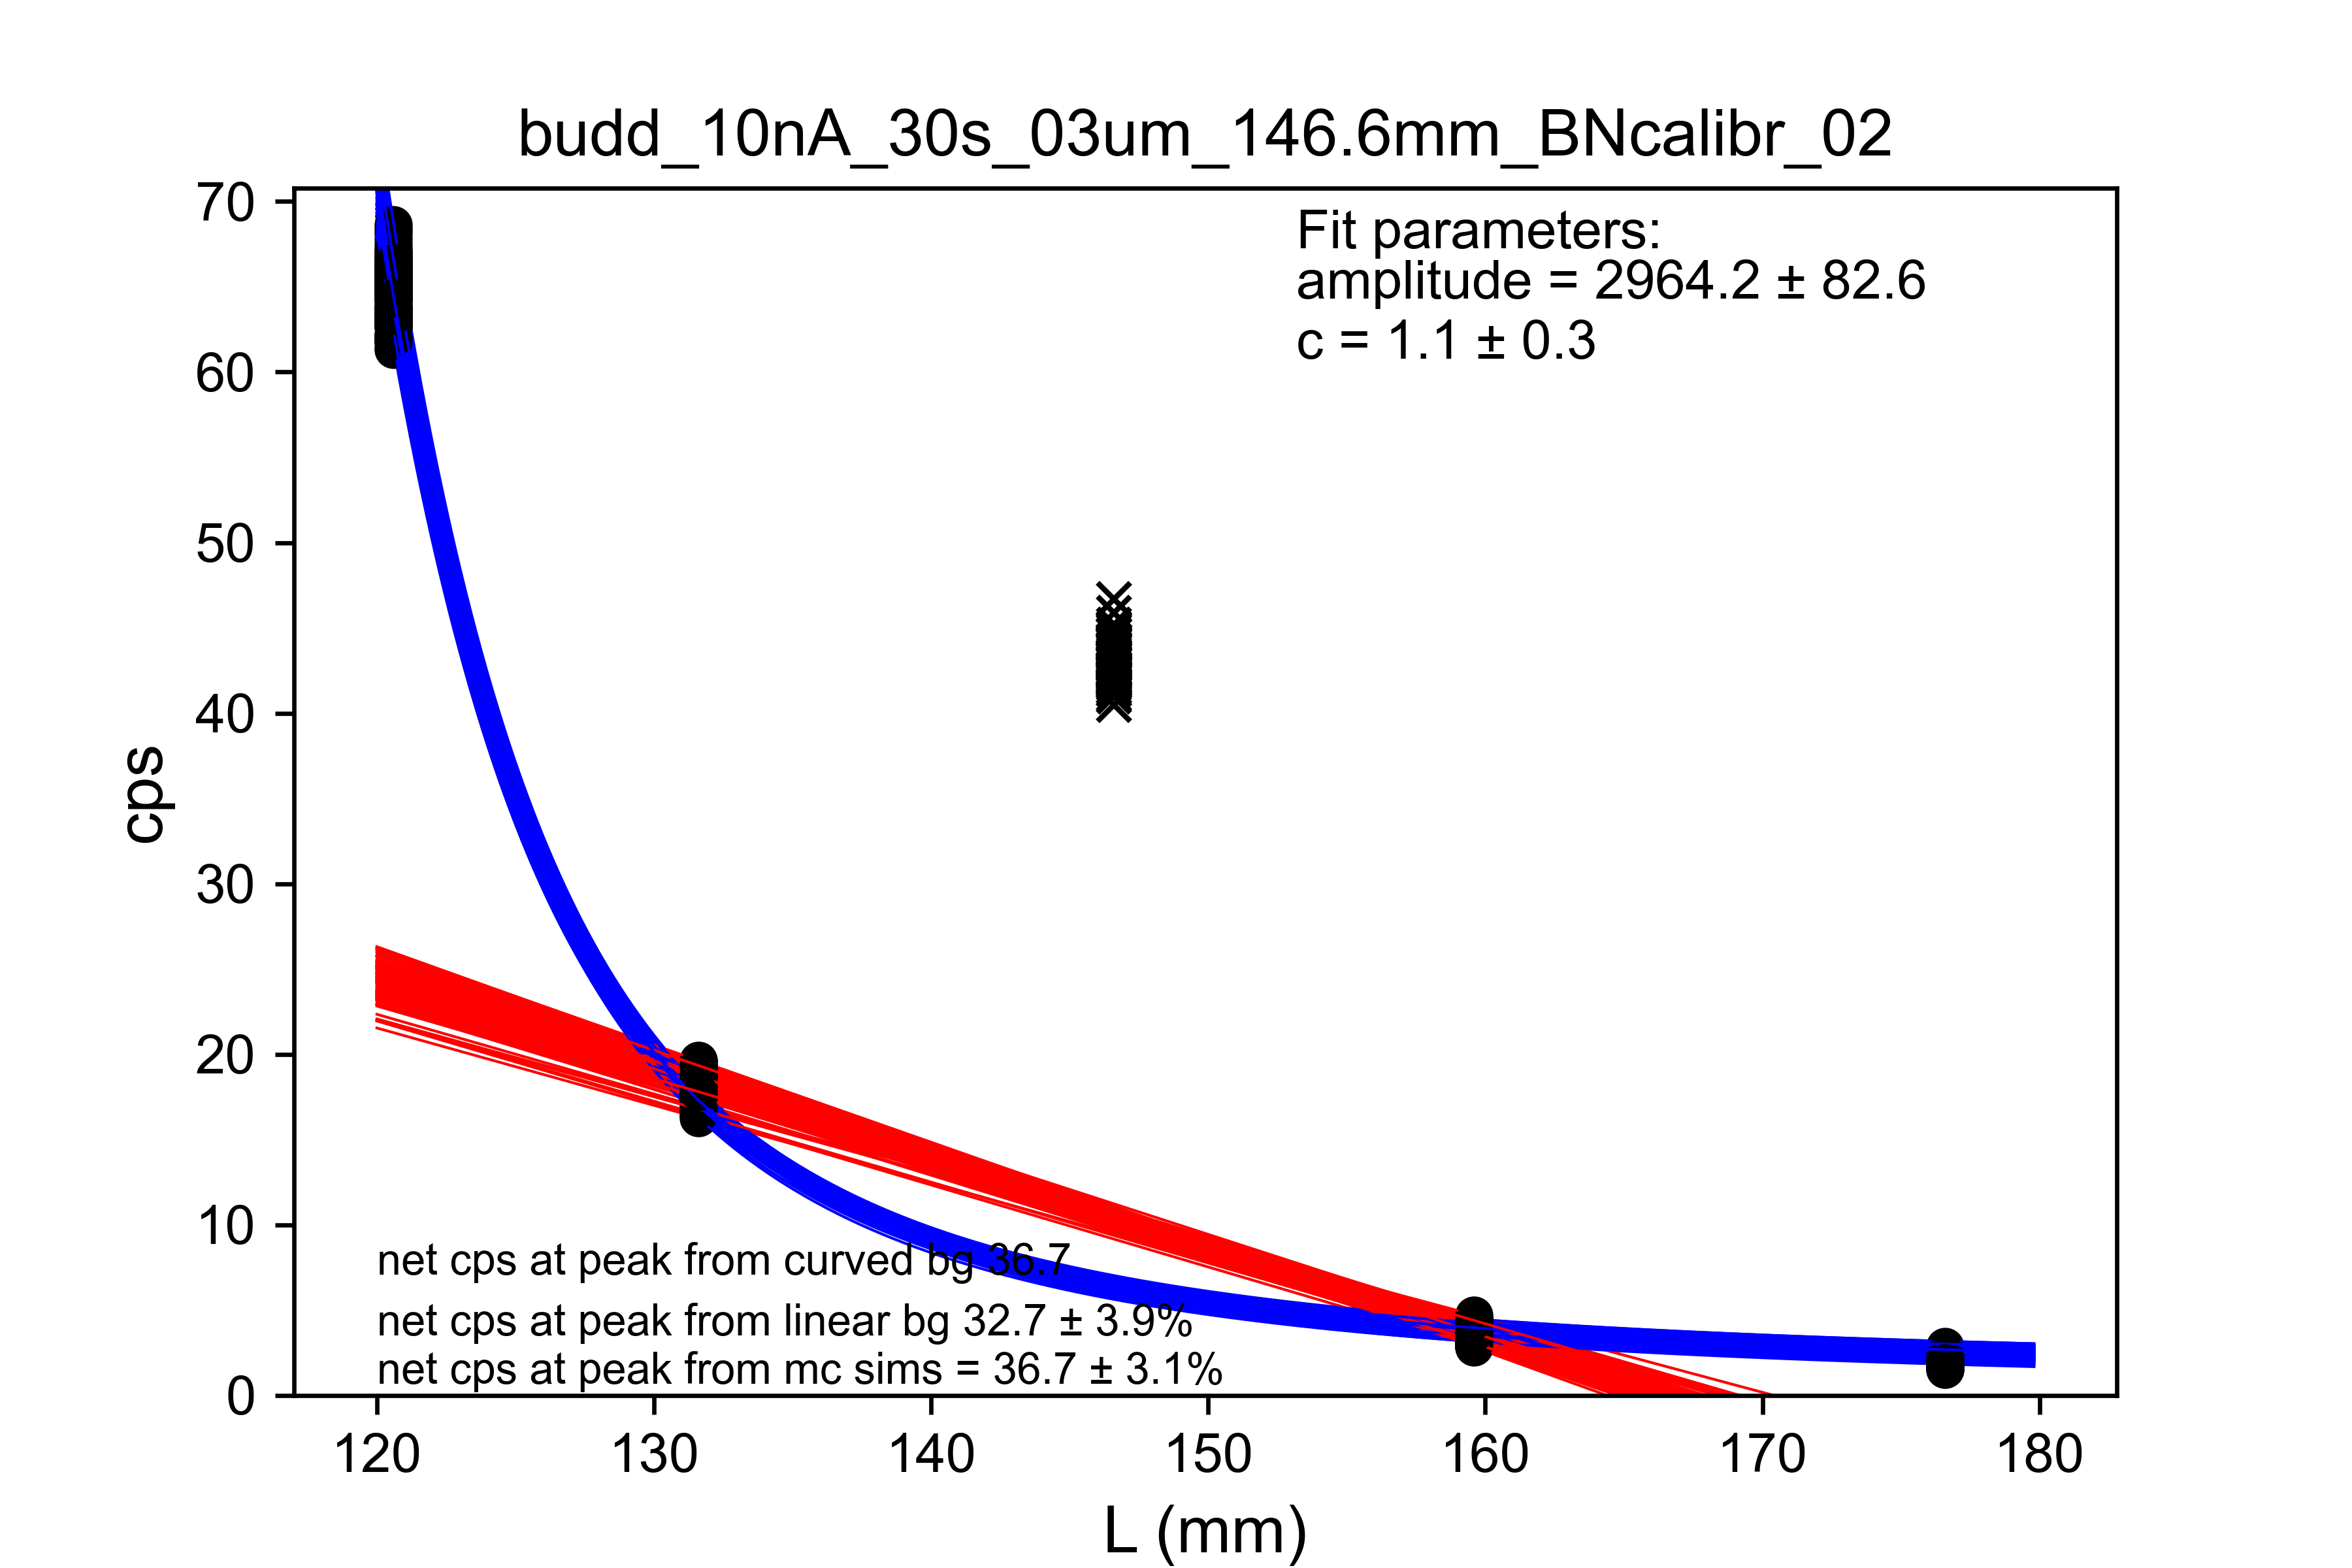 budd_10nA_30s_03um_146.6mm_BNcalibr_02
70
60
50
40
30
20
10
0
cps
Fit parameters:
amplitude = 2964.2 ± 82.6
c = 1.1 ± 0.3
net cps at peak from curved bg 36.7
net cps at peak from linear bg 32.7 ± 3.9%
net cps at peak from mc sims = 36.7 ± 3.1%
120 130 140 150 160 170 180
L (mm)